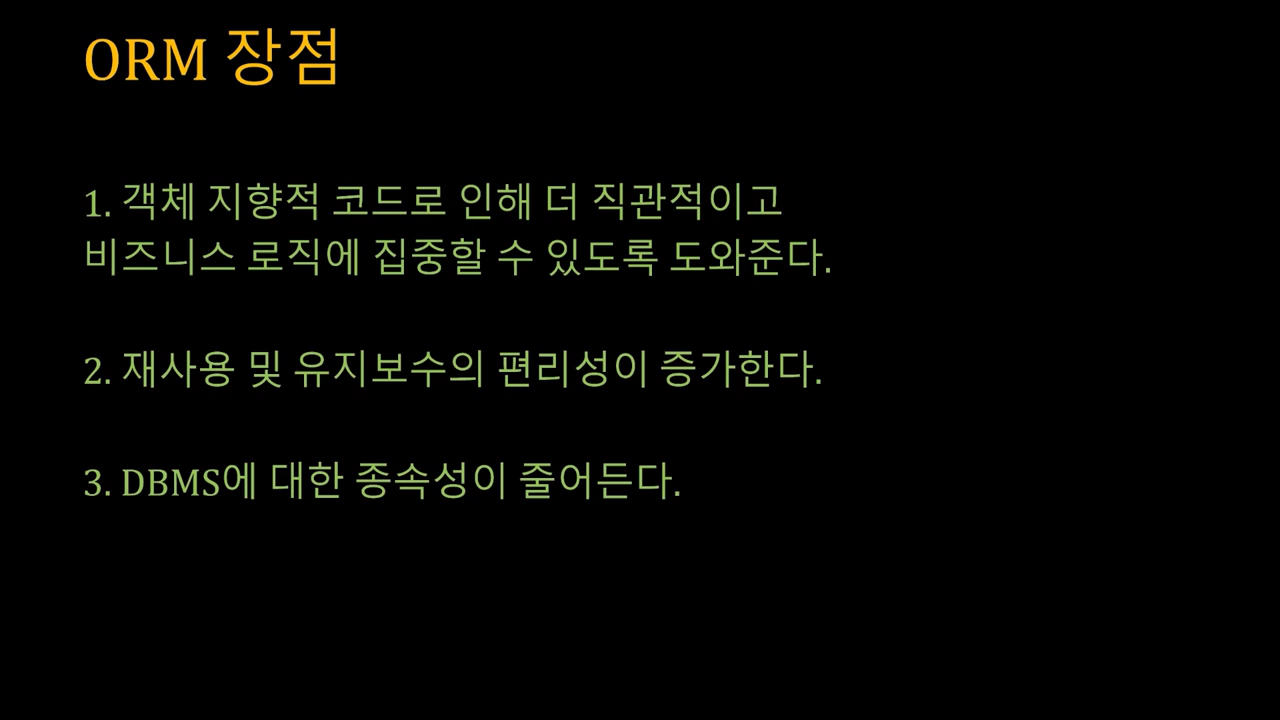 ORM 장점
1. 객체 지향적 코드로 인해 더 직관적이고
비즈니스 로직에 집중할 수 있도록 도와준다.
2. 재사용 및 유지보수의 편리성이 증가한다.
3. DBMS에 대한 종속성이 줄어든다.